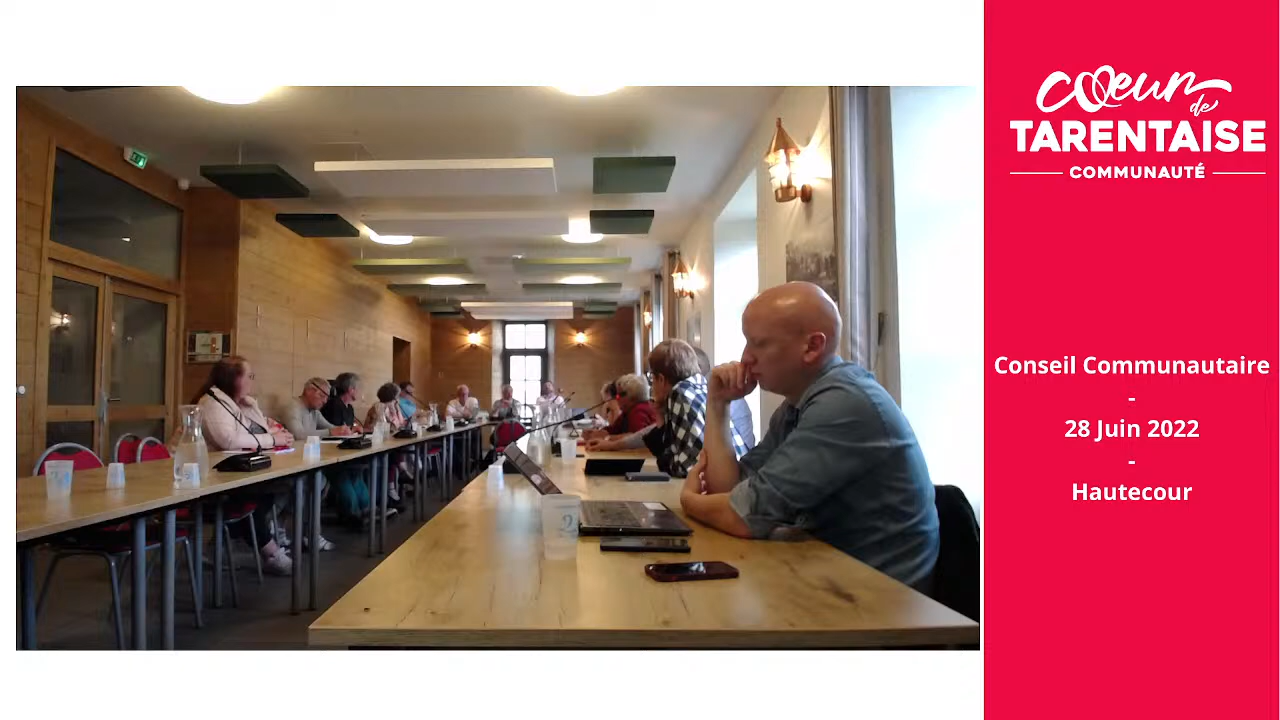 cœur
de
TARENTAISE
COMMUNAUTÉ
Conseil Communautaire
-
28 Juin 2022
-
Hautecour